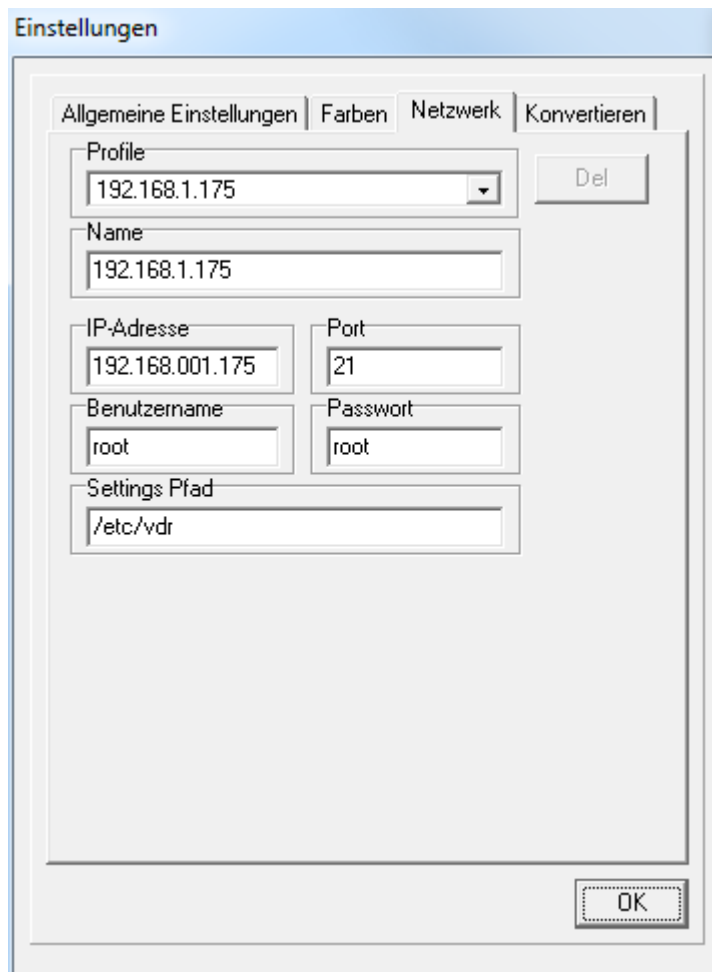 Einstellungen
Allgemeine Einstellungen Farben Netzwerk Konvertieren
Profile
192.168.1.175
Del
Name
192.168.1.175
IP-Adresse Port
192.168.001.175 21
Benutzername Passwort
root root
Settings Pfad
/etc/vdr
OK